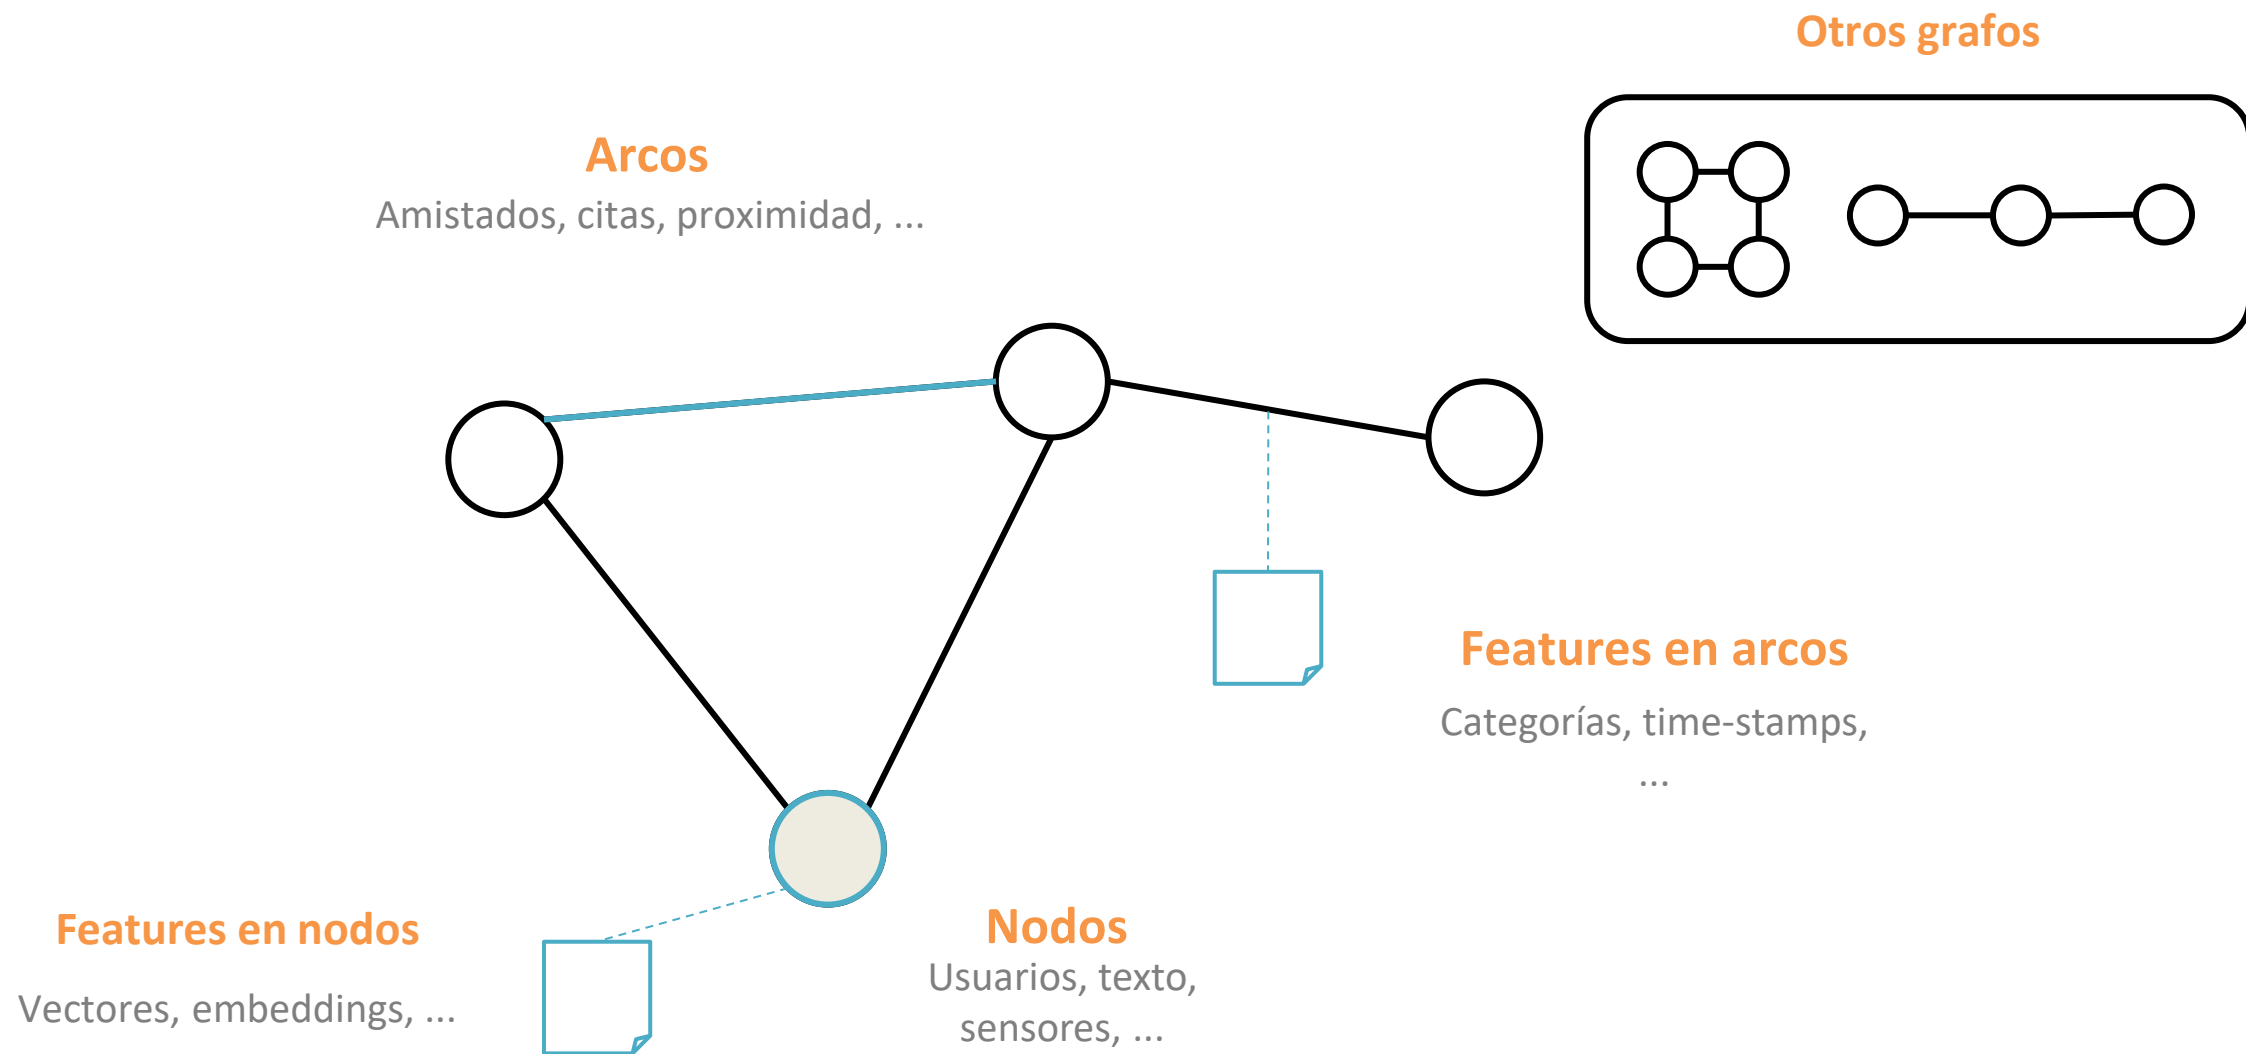 Otros grafos
Arcos
Amistados, citas, proximidad, ...
Features en arcos
Categorías, time-stamps,
...
Features en nodos
Vectores, embeddings, ...
Nodos
Usuarios, texto,
sensores, ...